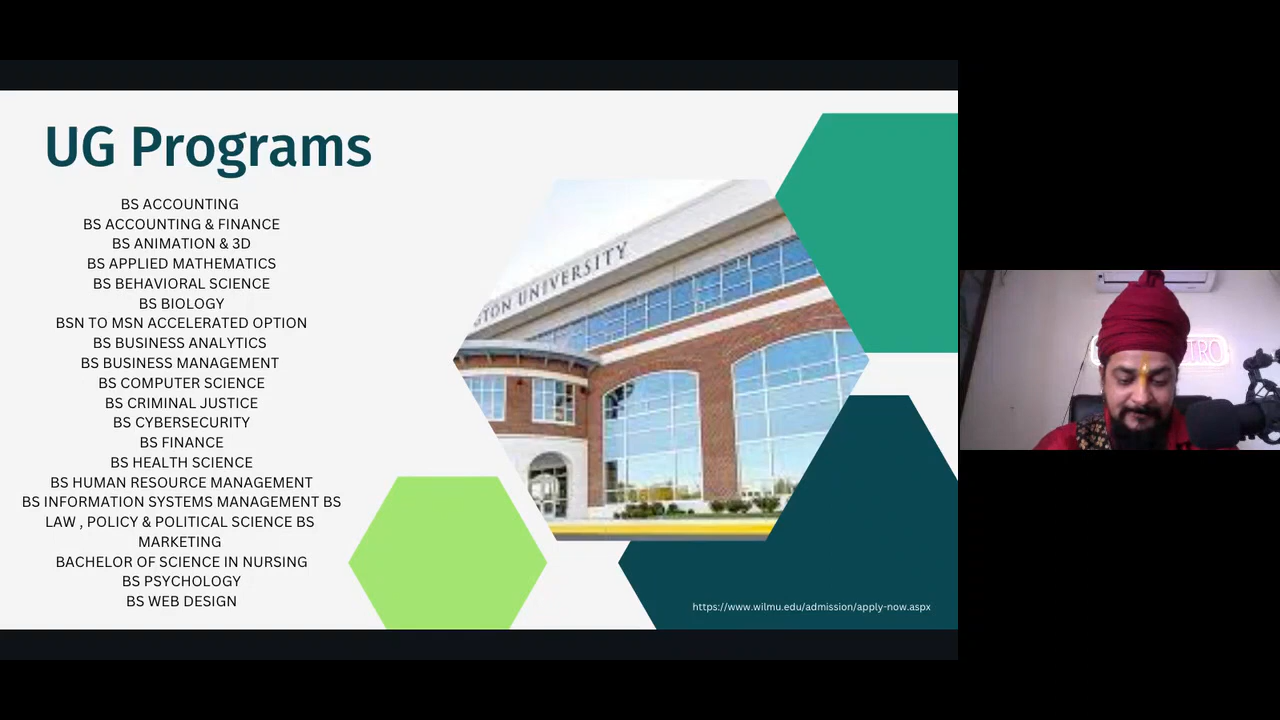 UG Programs
BS ACCOUNTING
BS ACCOUNTING & FINANCE
BS ANIMATION & 3D
BS APPLIED MATHEMATICS
BS BEHAVIORAL SCIENCE
BS BIOLOGY
BSN TO MSN ACCELERATED OPTION
BS BUSINESS ANALYTICS
BS BUSINESS MANAGEMENT
BS COMPUTER SCIENCE
BS CRIMINAL JUSTICE
BS CYBERSECURITY
BS FINANCE
BS HEALTH SCIENCE
BS HUMAN RESOURCE MANAGEMENT
BS INFORMATION SYSTEMS MANAGEMENT BS
LAW , POLICY & POLITICAL SCIENCE BS
MARKETING
BACHELOR OF SCIENCE IN NURSING
BS PSYCHOLOGY
BS WEB DESIGN
GTON UNIVERSITY
https://www.wilmu.edu/admission/apply-now.aspx